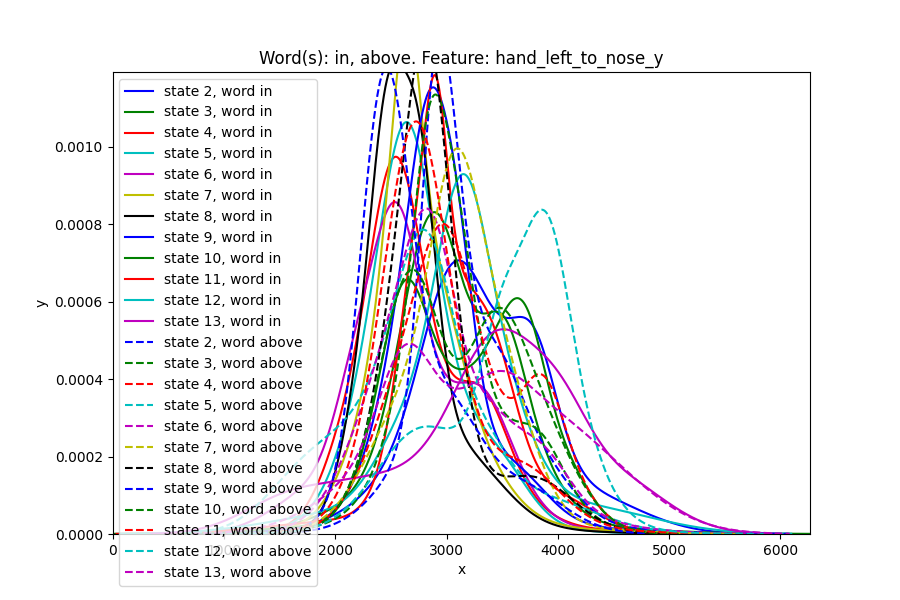 Word(s): in, above. Feature: hand_left_to_nose_y
y
0.0010
0.0008
0.0006
0.0004
0.0002
0.0000
state 2, word in
state 3, word in
state 4, word in
state 5, word in
state 6, word in
state 7, word in
state 8, word in
state 9, word in
state 10, word in
state 11, word in
state 12, word in
state 13, word in
state 2, word above
state 3, word above
state 4, word above
state 5, word above
state 6, word above
state 7, word above
state 8, word above
state 9, word above
state 10, word above
state 11, word above
state 12, word above
state 13, word above
0 1000 2000 3000 4000 5000 6000
x